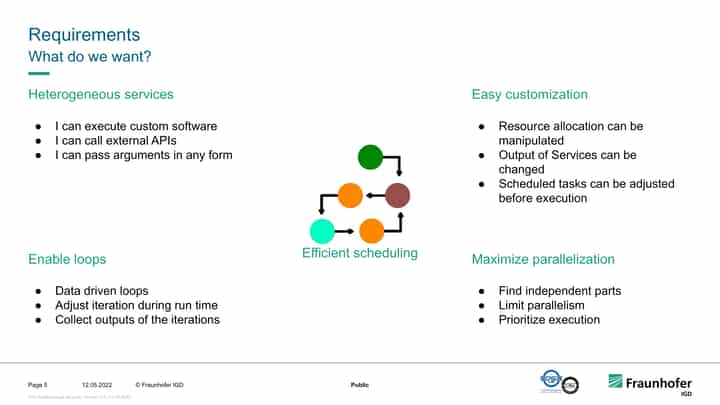 Requirements
What do we want?
Heterogeneous services
● I can execute custom software
● I can call external APIs
● I can pass arguments in any form
Easy customization
● Resource allocation can be
manipulated
● Output of Services can be
changed
● Scheduled tasks can be adjusted
before execution
Efficient scheduling
Enable loops
● Data driven loops
● Adjust iteration during run time
● Collect outputs of the iterations
Maximize parallelization
● Find independent parts
● Limit parallelism
● Prioritize execution
Page 5 12.05.2022 © Fraunhofer IGD Public
Fraunhofer
IGD